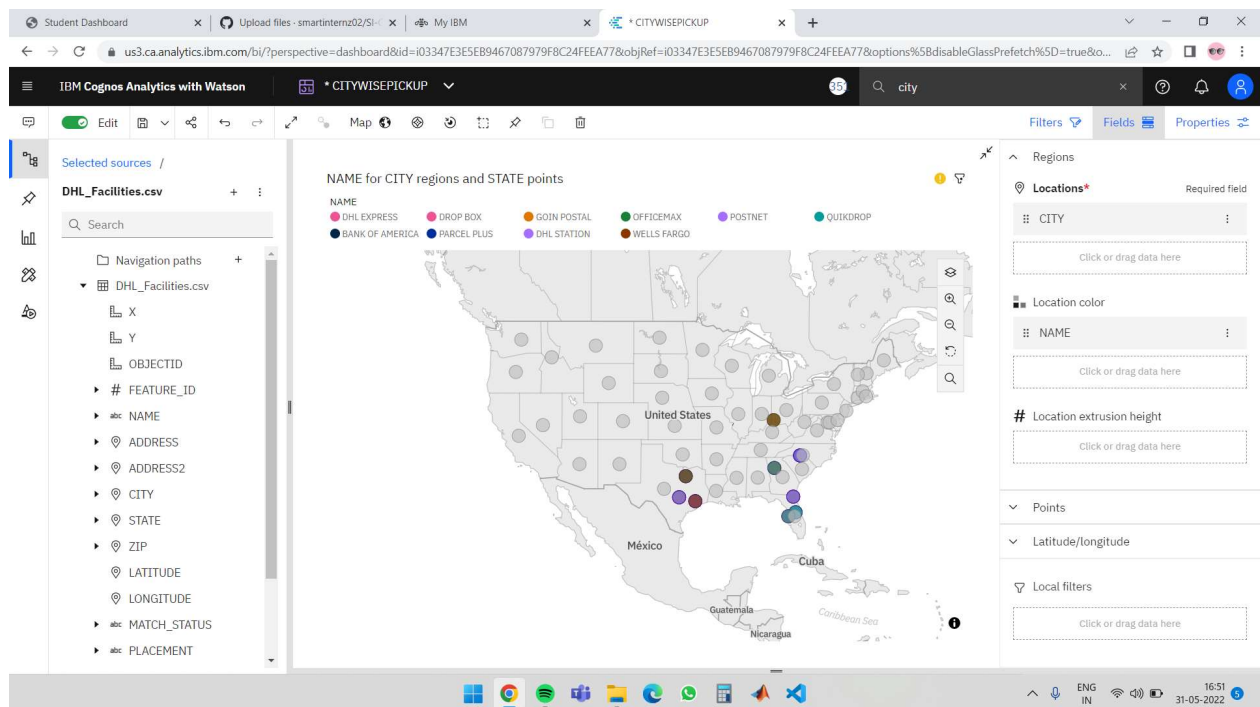 Student Dashboard
Upload files - smartinternz02/SI-
My IBM
* CITYWISEPICKUP
us3.ca.analytics.ibm.com/bi/?perspective=dashboard&id=i03347E3E5EB9467087979F8C24FEEA77&objRef=i03347E3E5EB9467087979F8C24FEEA77&options%5BdisableGlassPrefetch%5D=true&o...
IBM Cognos Analytics with Watson
* CITYWISEPICKUP
city
Edit
Map
Filters
Fields
Properties
Selected sources /
DHL_Facilities.csv
Search
Navigation paths
DHL_Facilities.csv
X
Y
OBJECTID
# FEATURE_ID
abc NAME
ADDRESS
ADDRESS2
CITY
STATE
ZIP
LATITUDE
LONGITUDE
abc MATCH_STATUS
abc PLACEMENT
NAME for CITY regions and STATE points
NAME
DHL EXPRESS DROP BOX GOIN POSTAL OFFICEMAX POSTNET QUIKDROP
BANK OF AMERICA PARCEL PLUS DHL STATION WELLS FARGO
United States
México
Cuba
Guatemala
Caribbean Sea
Nicaragua
Regions
Locations* Required field
CITY
Click or drag data here
Location color
NAME
Click or drag data here
# Location extrusion height
Click or drag data here
Points
Latitude/longitude
Local filters
Click or drag data here
ENG
IN
16:51
31-05-2022
5